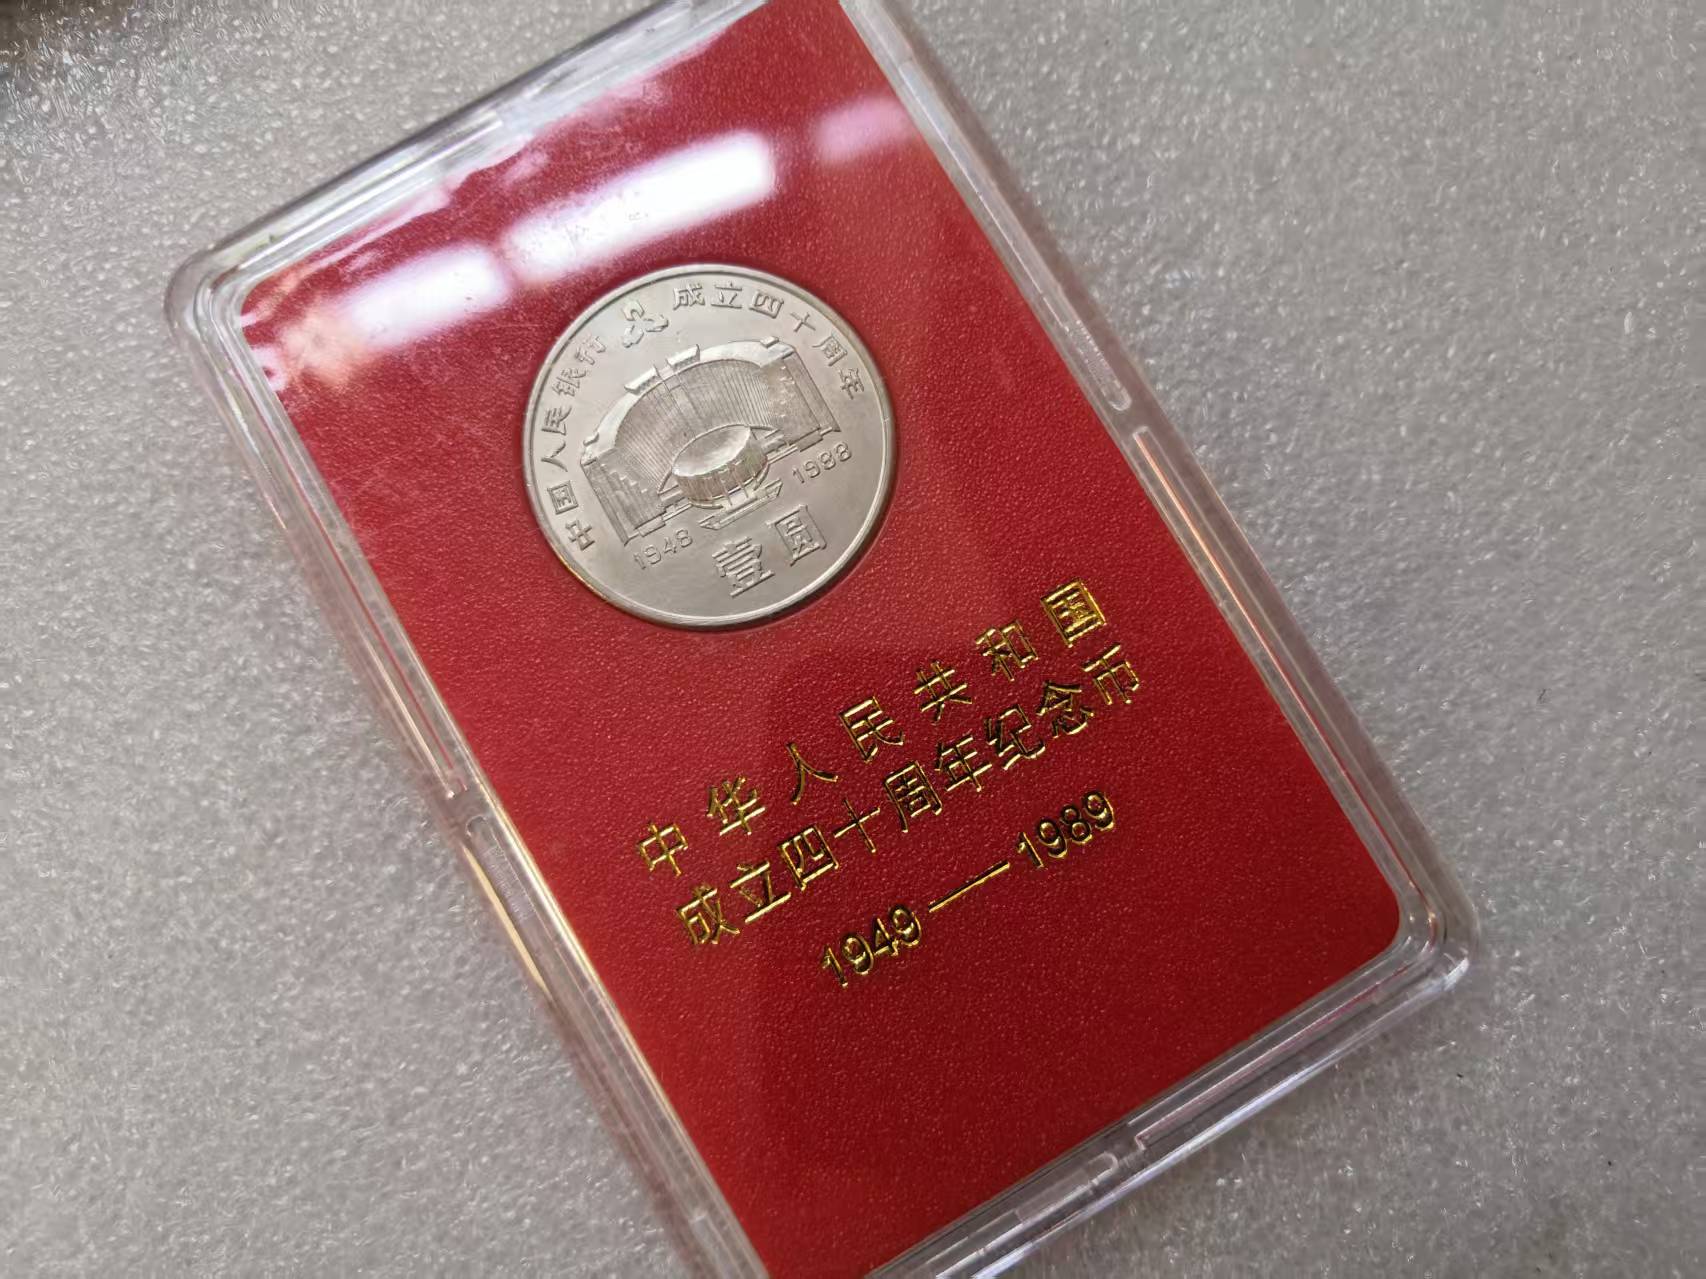 中国人民银行成立四十周年
1948 1988
壹圆
中华人民共和国
成立四十周年纪念币
1949—1989